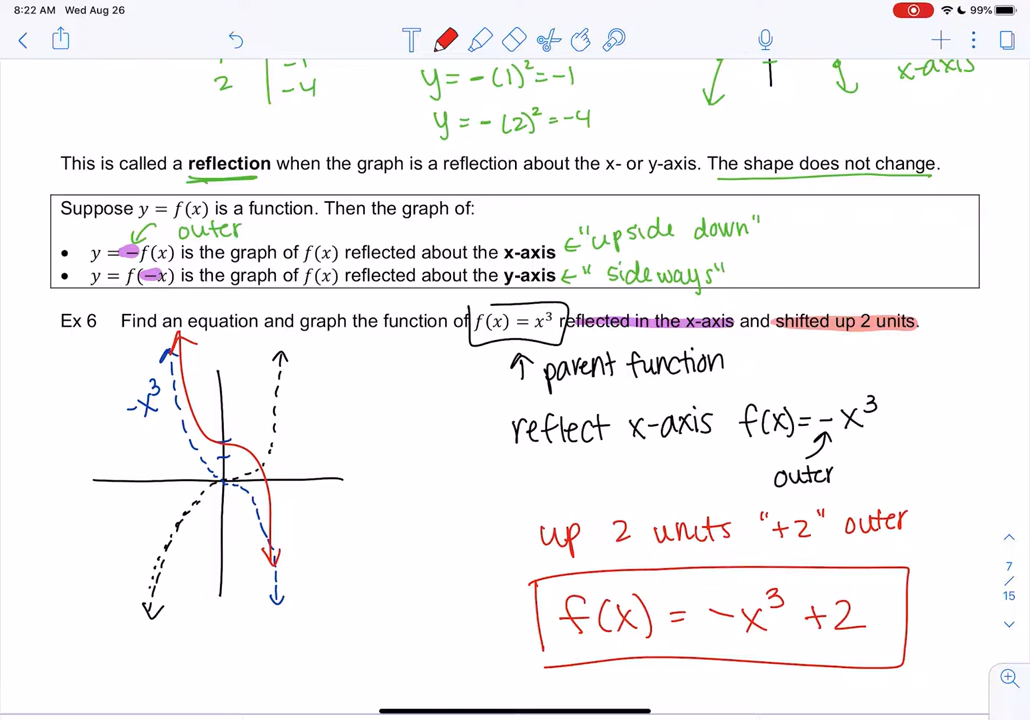 8:22 AM Wed Aug 26
99%
2 | -4
y = -(1)² = -1
y = -(2)² = -4
x-axis
This is called a reflection when the graph is a reflection about the x- or y-axis. The shape does not change.
Suppose y = f(x) is a function. Then the graph of:
outer
• y = −f(x) is the graph of f(x) reflected about the x-axis
"upside down"
• y = f(−x) is the graph of f(x) reflected about the y-axis
"sideways"
Ex 6 Find an equation and graph the function of f(x) = x³ reflected in the x-axis and shifted up 2 units.
parent function
-x³
reflect x-axis f(x) = -x³
outer
up 2 units "+2" outer
f(x) = -x³ + 2
7
/
15